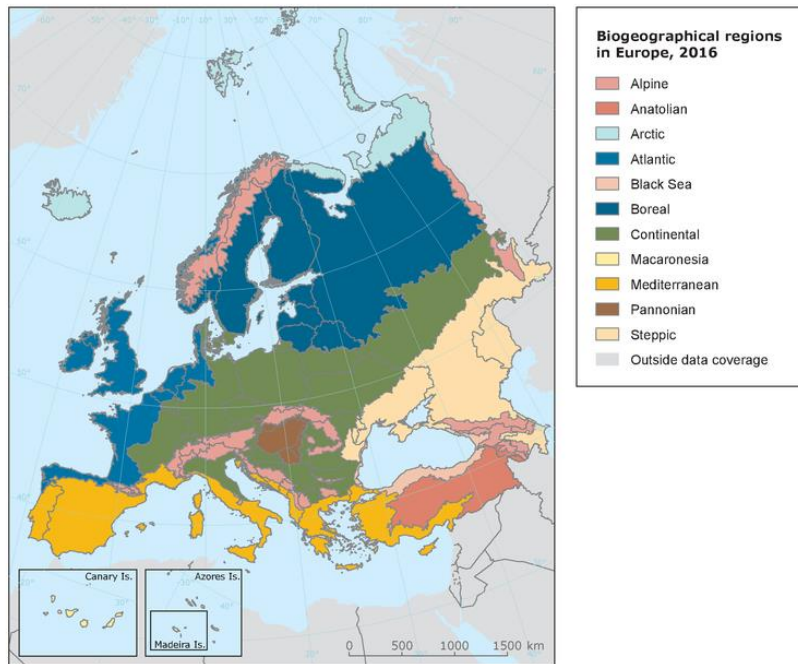 Biogeographical regions
in Europe, 2016
Alpine
Anatolian
Arctic
Atlantic
Black Sea
Boreal
Continental
Macaronesia
Mediterranean
Pannonian
Steppic
Outside data coverage
Canary Is.
Azores Is.
Madeira Is.
0 500 1000 1500 km